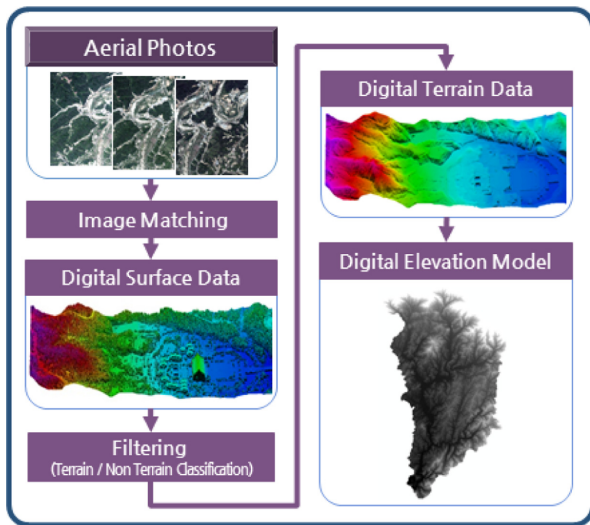 Aerial Photos
Image Matching
Digital Surface Data
Filtering
(Terrain / Non Terrain Classification)
Digital Terrain Data
Digital Elevation Model